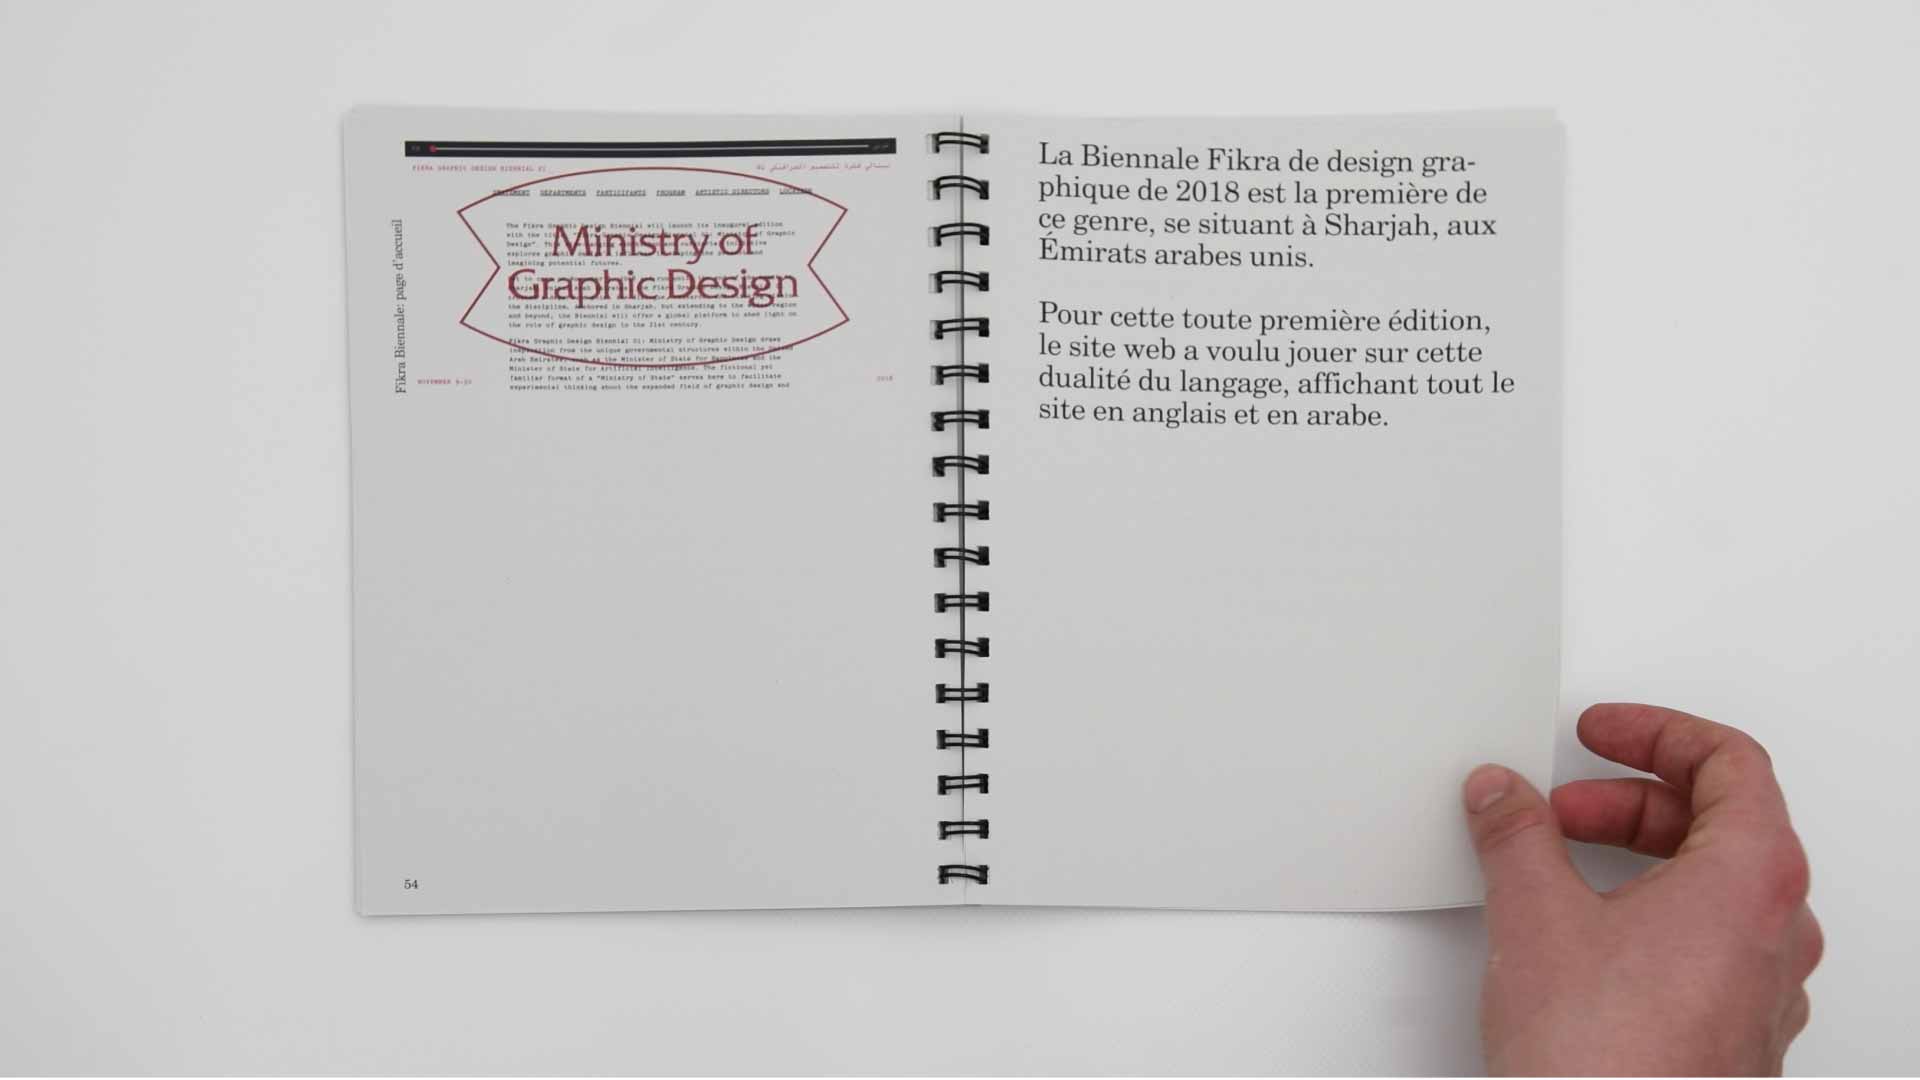 FIKRA GRAPHIC DESIGN BIENNIAL 01
STATEMENT DEPARTMENTS PARTICIPANTS PROGRAM ARTISTIC DIRECTORS LOCATION
The Fikra Graphic Design Biennial will launch its inaugural edition
with the of Graphic
Design".
explores and
imagining potential futures.
Ministry of
Graphic Design
the discipline. Anchored in Sharjah, but extending to the region
and beyond, the Biennial will offer a global platform to shed light on
the role of graphic design in the 21st century.
Fikra Graphic Design Biennial 01: Ministry of Graphic Design draws
inspiration from the unique governmental structures within the United
Arab Emirates, such as the Minister of State for Happiness and the
Minister of State for Artificial Intelligence. The fictional yet
familiar format of a "Ministry of State" serves here to facilitate
experimental thinking about the expanded field of graphic design and
NOVEMBER 9-30
2018
Fikra Biennale: page d'accueil
54
La Biennale Fikra de design gra-
phique de 2018 est la première de
ce genre, se situant à Sharjah, aux
Émirats arabes unis.
Pour cette toute première édition,
le site web a voulu jouer sur cette
dualité du langage, affichant tout le
site en anglais et en arabe.